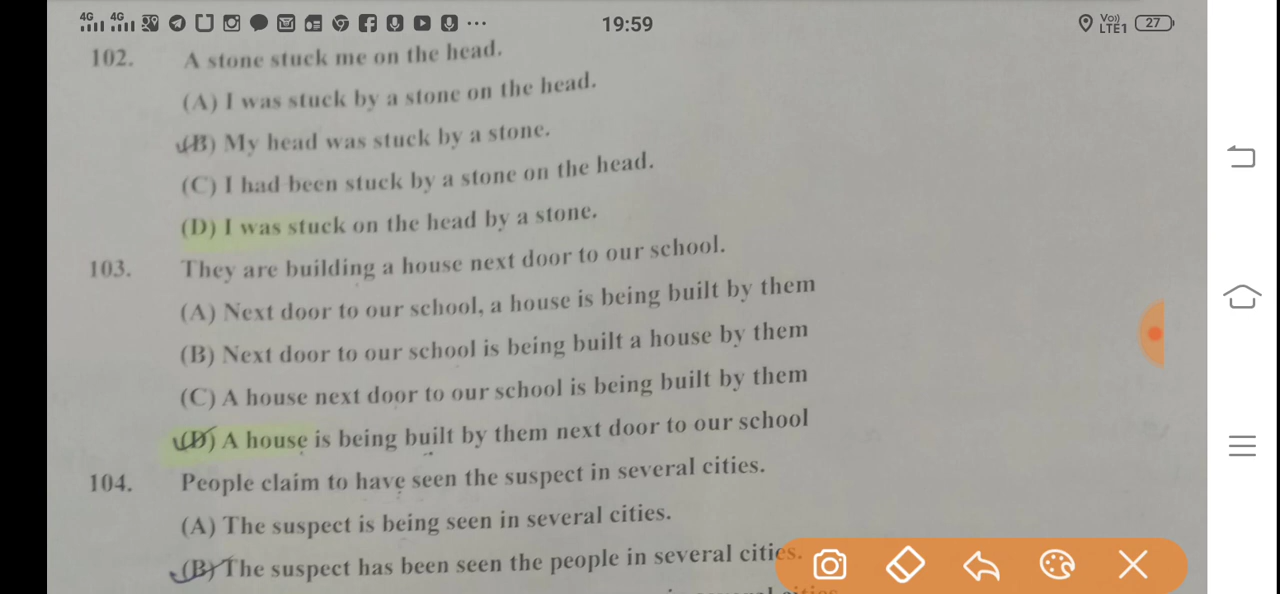 4G 4G 19:59 Vo)) LTE1 27
102. A stone stuck me on the head.
(A) I was stuck by a stone on the head.
(B) My head was stuck by a stone.
(C) I had been stuck by a stone on the head.
(D) I was stuck on the head by a stone.
103. They are building a house next door to our school.
(A) Next door to our school, a house is being built by them
(B) Next door to our school is being built a house by them
(C) A house next door to our school is being built by them
(D) A house is being built by them next door to our school
104. People claim to have seen the suspect in several cities.
(A) The suspect is being seen in several cities.
(B) The suspect has been seen the people in several cities.